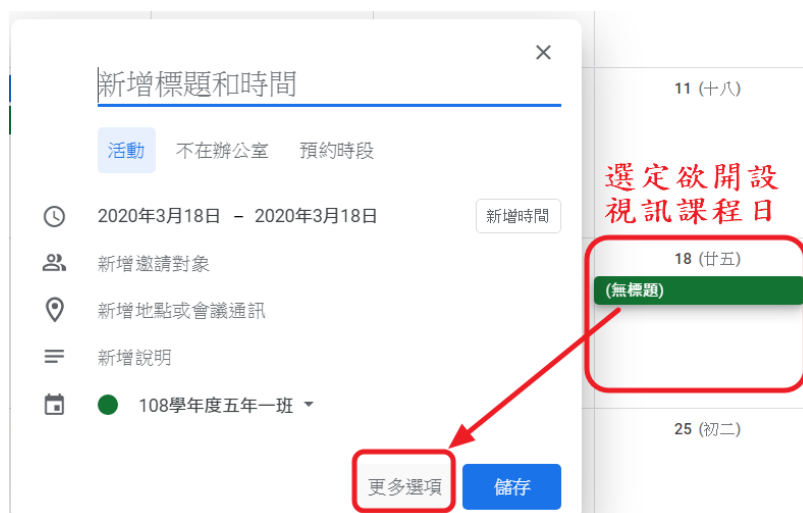 新增標題和時間
活動 不在辦公室 預約時段
2020年3月18日 – 2020年3月18日 新增時間
新增邀請對象
新增地點或會議通訊
新增說明
108學年度五年一班
更多選項 儲存
11 (十八)
選定欲開設
視訊課程日
18 (廿五)
(無標題)
25 (初二)